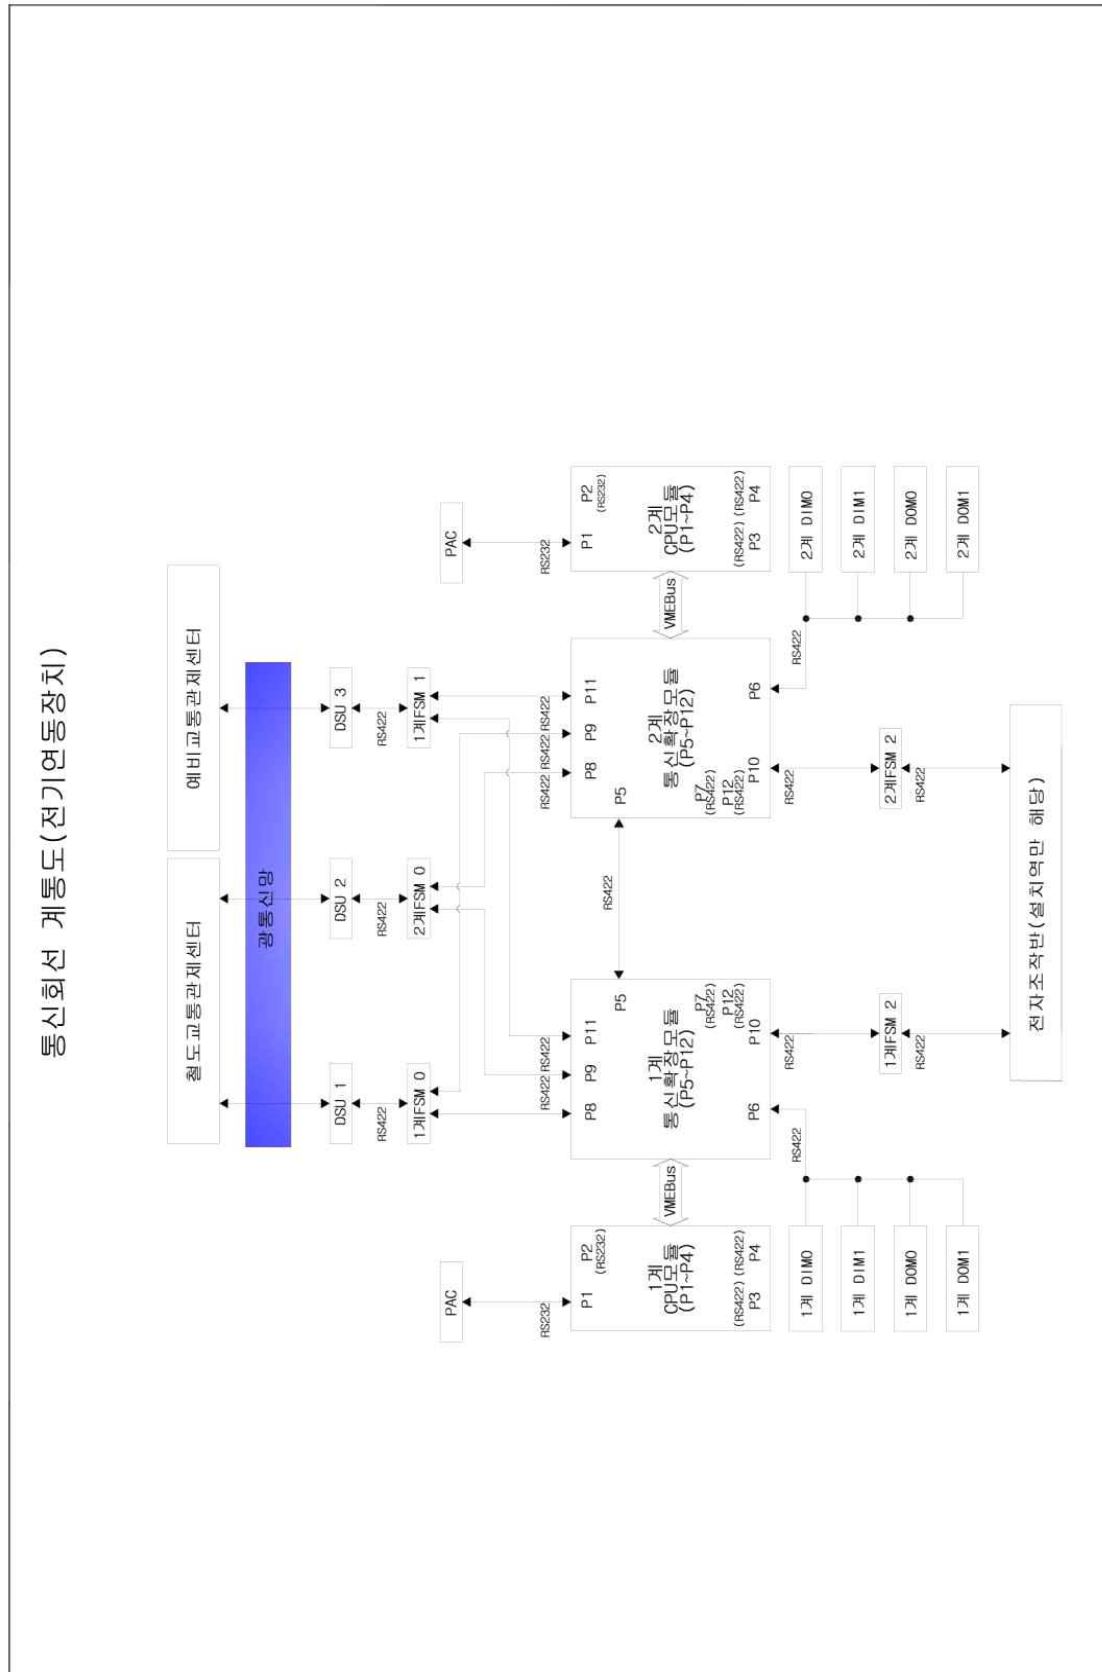 통신회선 계통도(전기연동장치)
철도교통관제센터
예비교통관제센터
광통신망
DSU 1
DSU 2
DSU 3
RS422
RS422
RS422
1계FSM 0
2계FSM 0
1계FSM 1
PAC
PAC
RS232
RS422
RS422
RS422
RS422
RS422
RS232
P1
P2
(RS232)
1계
CPU모듈
(P1~P4)
(RS422)
(RS422)
P3
P4
VMEBus
P8
P9
P11
P5
1계
통신확장모듈
(P5~P12)
P7
(RS422)
P12
(RS422)
P6
P10
RS422
P8
P9
P11
P5
2계
통신확장모듈
(P5~P12)
P7
(RS422)
P12
(RS422)
P10
P6
VMEBus
P1
P2
(RS232)
2계
CPU모듈
(P1~P4)
(RS422)
(RS422)
P3
P4
RS422
RS422
RS422
RS422
1계 DIM0
1계 DIM1
1계 DOM0
1계 DOM1
1계FSM 2
2계FSM 2
2계 DIM0
2계 DIM1
2계 DOM0
2계 DOM1
RS422
RS422
전자조작반(설치역만 해당)